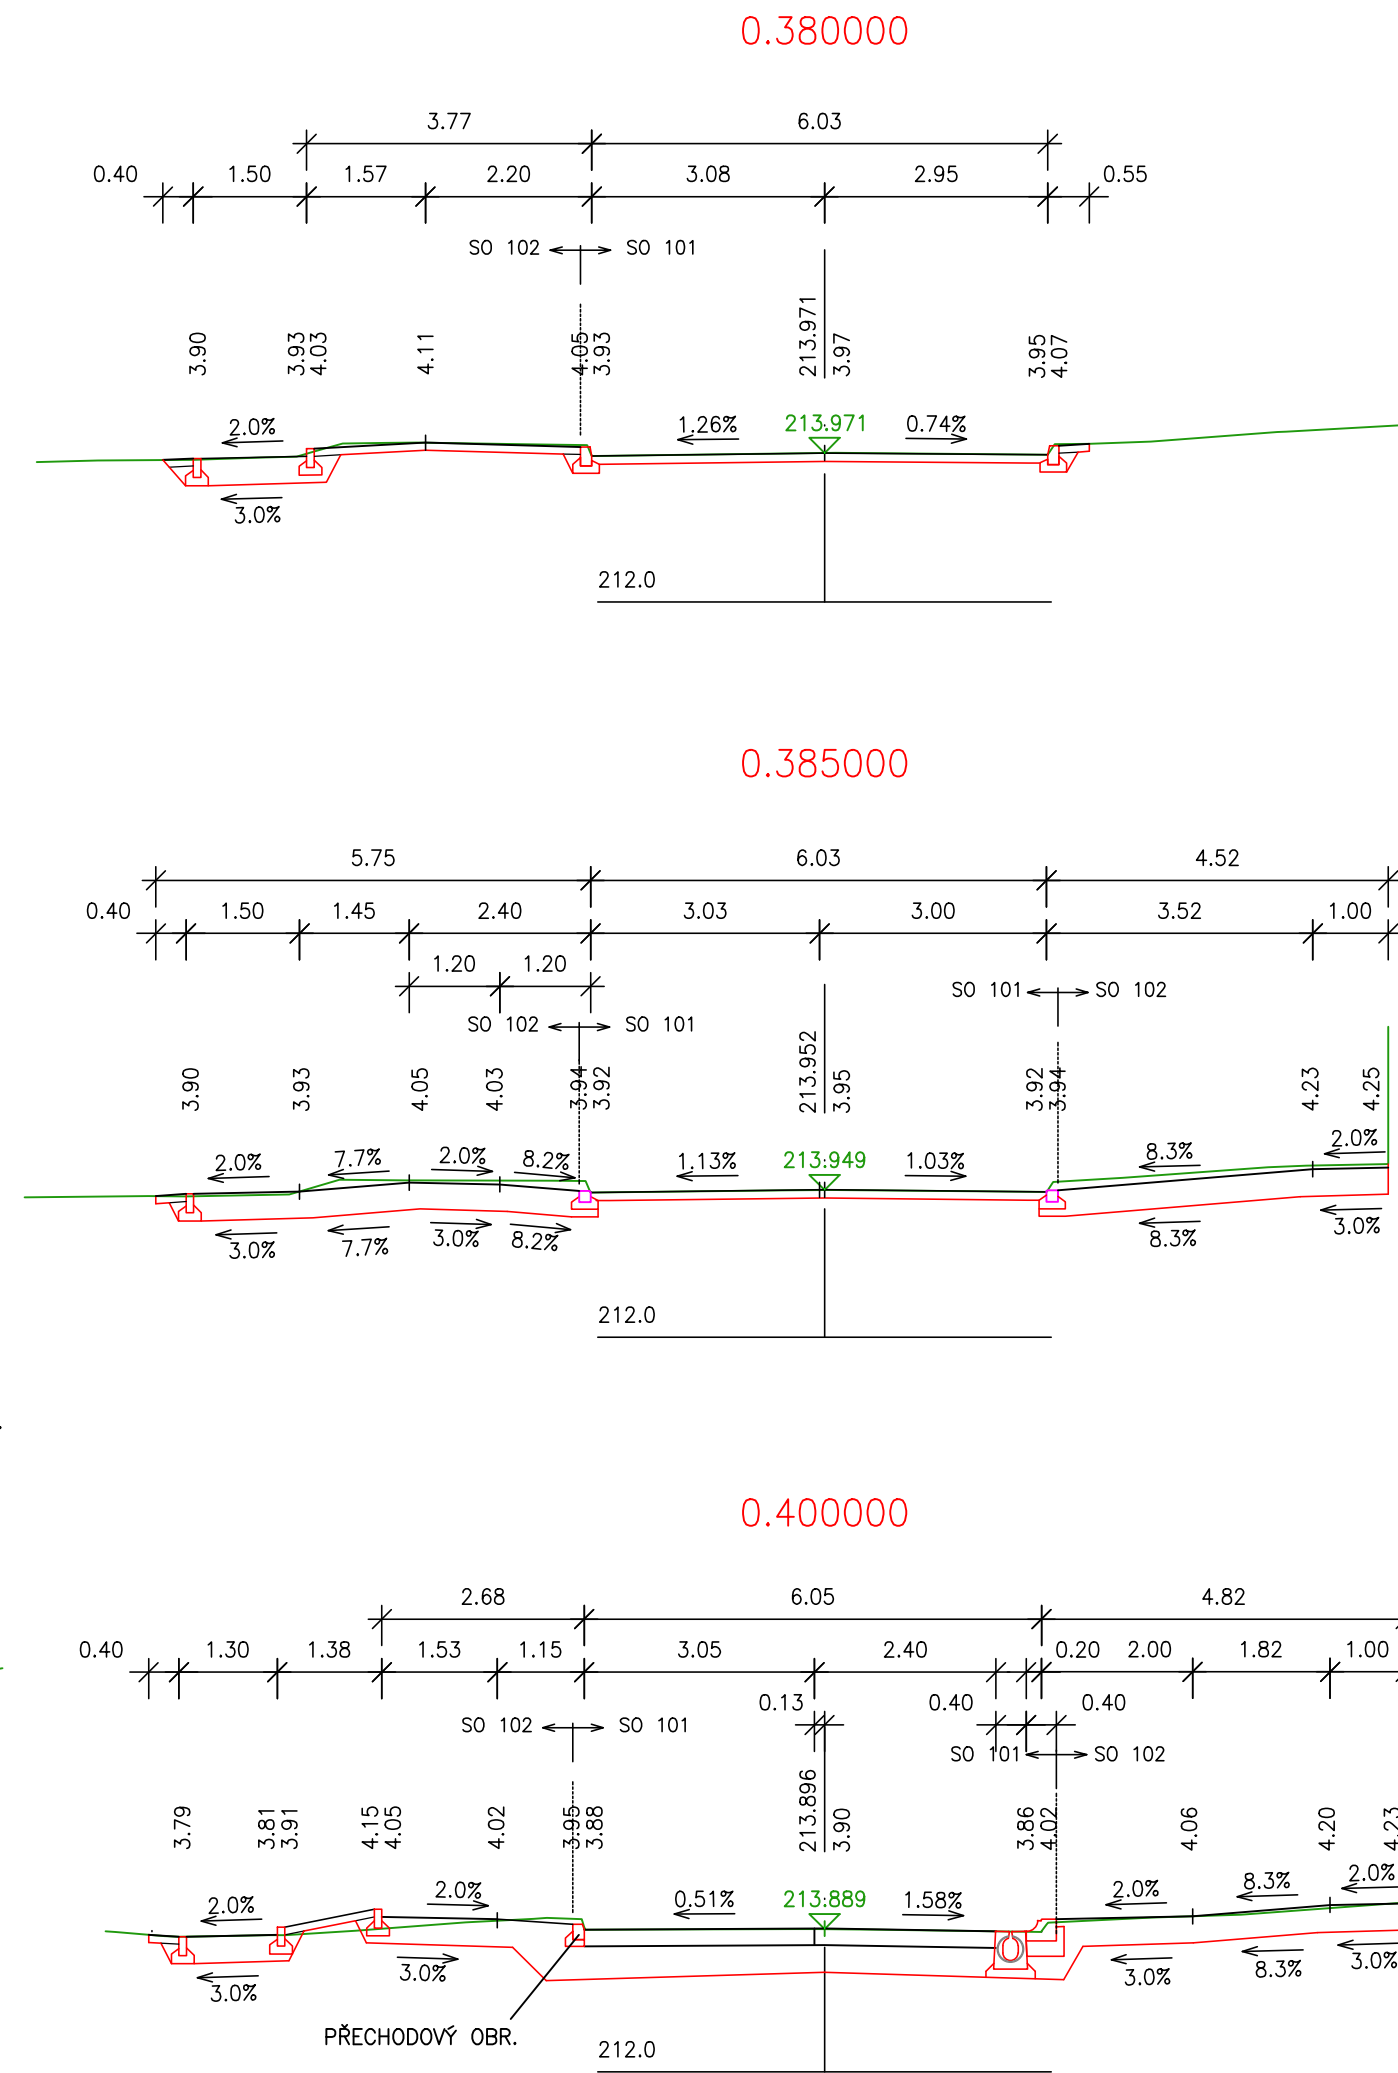 0.380000
3.77 6.03
0.40 1.50 1.57 2.20 3.08 2.95 0.55
SO 102 SO 101
3.90 3.93 4.03 4.11 4.05 3.93 213.971 3.97 3.95 4.07
2.0% 1.26% 213.971 0.74%
3.0%
212.0
0.385000
5.75 6.03 4.52
0.40 1.50 1.45 2.40 3.03 3.00 3.52 1.00
1.20 1.20
SO 101 SO 102
SO 102 SO 101
3.90 3.93 4.05 4.03 3.94 3.92 213.952 3.95 3.92 3.94 4.23 4.25
2.0% 7.7% 2.0% 8.2% 1.13% 213.949 1.03% 8.3% 2.0%
3.0% 7.7% 3.0% 8.2% 8.3% 3.0%
212.0
0.400000
2.68 6.05 4.82
0.40 1.30 1.38 1.53 1.15 3.05 2.40 0.20 2.00 1.82 1.00
0.13 0.40 0.40
SO 102 SO 101
SO 101 SO 102
3.79 3.81 3.91 4.15 4.05 4.02 3.95 3.88 213.896 3.90 3.86 4.02 4.06 4.20 4.23
2.0% 2.0% 0.51% 213.889 1.58% 2.0% 8.3% 2.0%
3.0% 3.0% 3.0% 8.3% 3.0%
PŘECHODOVÝ OBR.
212.0